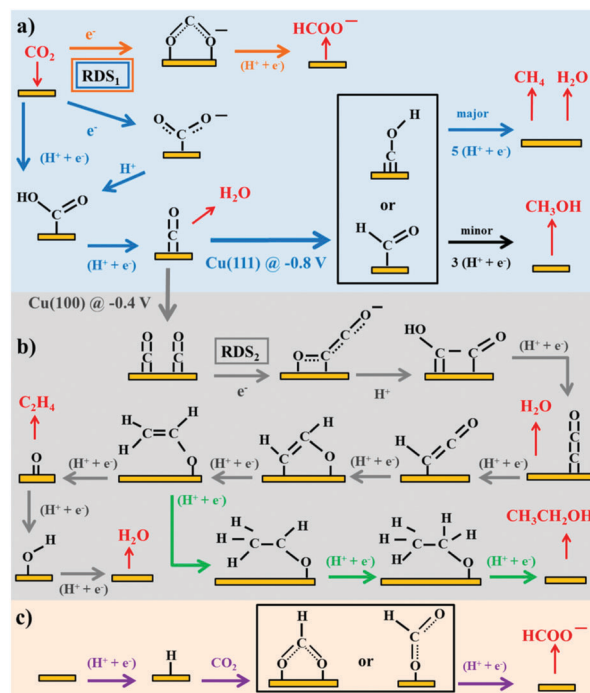 a)
CO₂
e⁻
RDS₁
(H⁺ + e⁻)
HCOO⁻
C
O O
−
e⁻
O O
C
−
(H⁺ + e⁻)
H⁺
HO O
C
(H⁺ + e⁻)
O
C
H₂O
Cu(111) @ -0.8 V
H
O
C
or
H O
C
major
5 (H⁺ + e⁻)
CH₄ H₂O
minor
3 (H⁺ + e⁻)
CH₃OH
Cu(100) @ -0.4 V
b)
O O
C C
RDS₂
e⁻
O C C O
−
H⁺
HO O
C C
(H⁺ + e⁻)
O
C
C
H₂O
(H⁺ + e⁻)
H C C O
(H⁺ + e⁻)
H H
C C O
(H⁺ + e⁻)
H H
C C
H O
(H⁺ + e⁻)
C₂H₄
O
(H⁺ + e⁻)
O H
(H⁺ + e⁻)
H₂O
(H⁺ + e⁻)
H H H
C C
H O
(H⁺ + e⁻)
H H H
C C
H H O
(H⁺ + e⁻)
CH₃CH₂OH
c)
(H⁺ + e⁻)
H
CO₂
H
C
O O
or
H O
C
O
(H⁺ + e⁻)
HCOO⁻